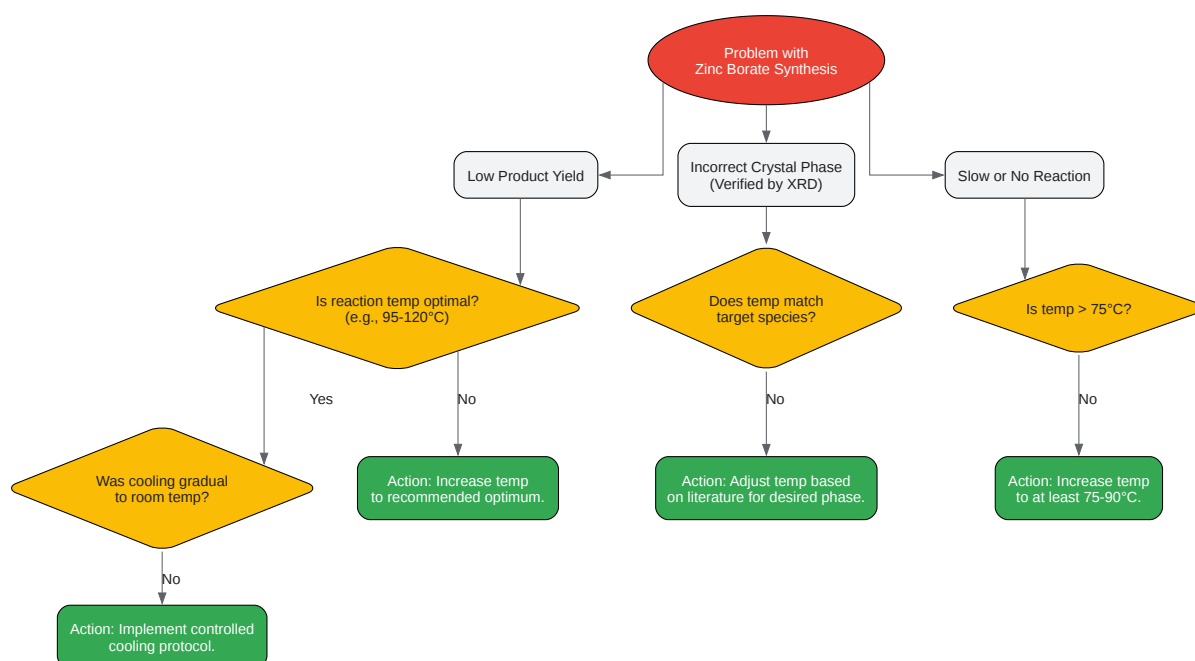 Problem with
Zinc Borate Synthesis
Low Product Yield
Incorrect Crystal Phase
(Verified by XRD)
Slow or No Reaction
Is reaction temp optimal?
(e.g., 95-120°C)
Does temp match
target species?
Is temp > 75°C?
Yes
No
No
No
Was cooling gradual
to room temp?
Action: Increase temp
to recommended optimum.
Action: Adjust temp based
on literature for desired phase.
Action: Increase temp
to at least 75-90°C.
No
Action: Implement controlled
cooling protocol.